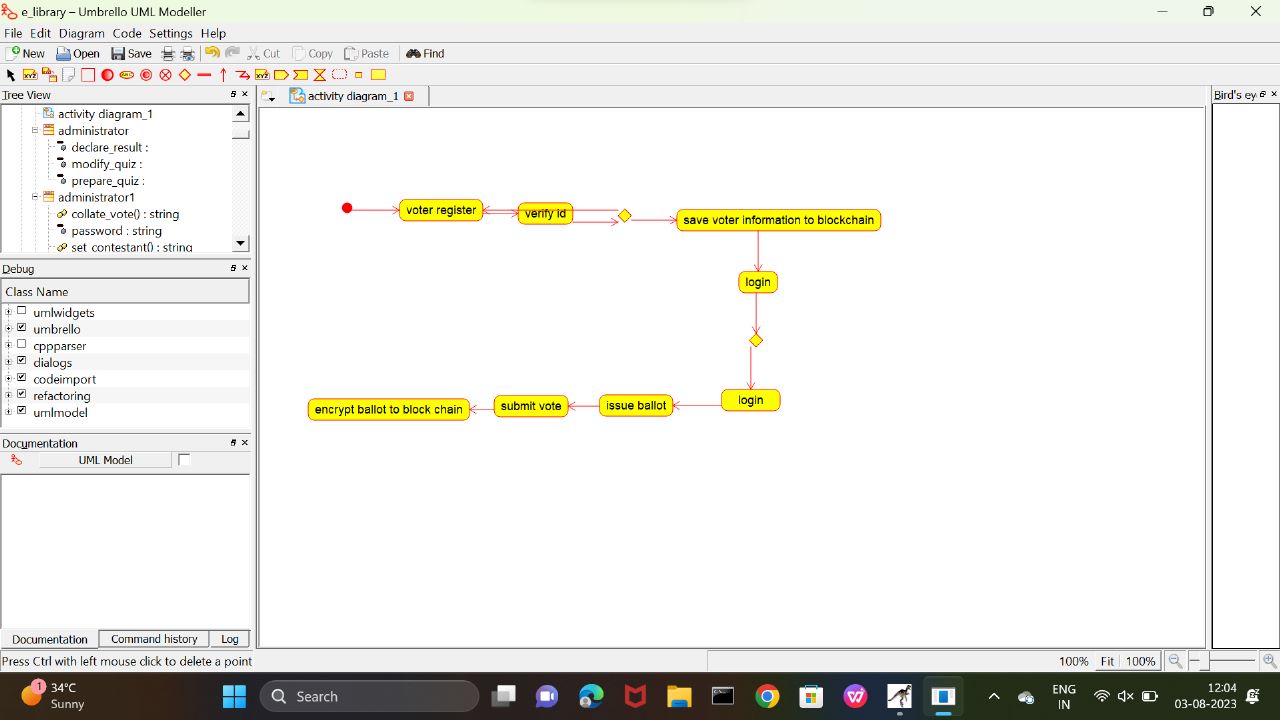 e_library – Umbrello UML Modeller
File Edit Diagram Code Settings Help
New Open Save Cut Copy Paste Find
Tree View
activity diagram_1
administrator
declare_result :
modify_quiz :
prepare_quiz :
administrator1
collate_vote() : string
password : string
set_contestant() : string
Debug
Class Name
umlwidgets
umbrello
cppparser
dialogs
codeimport
refactoring
umlmodel
Documentation
UML Model
Documentation Command history Log
Press Ctrl with left mouse click to delete a point
activity diagram_1
voter register
verify id
save voter information to blockchain
login
login
issue ballot
submit vote
encrypt ballot to block chain
Bird's ey
100% Fit 100%
1
34°C
Sunny
Search
ENG
IN
12:04
03-08-2023